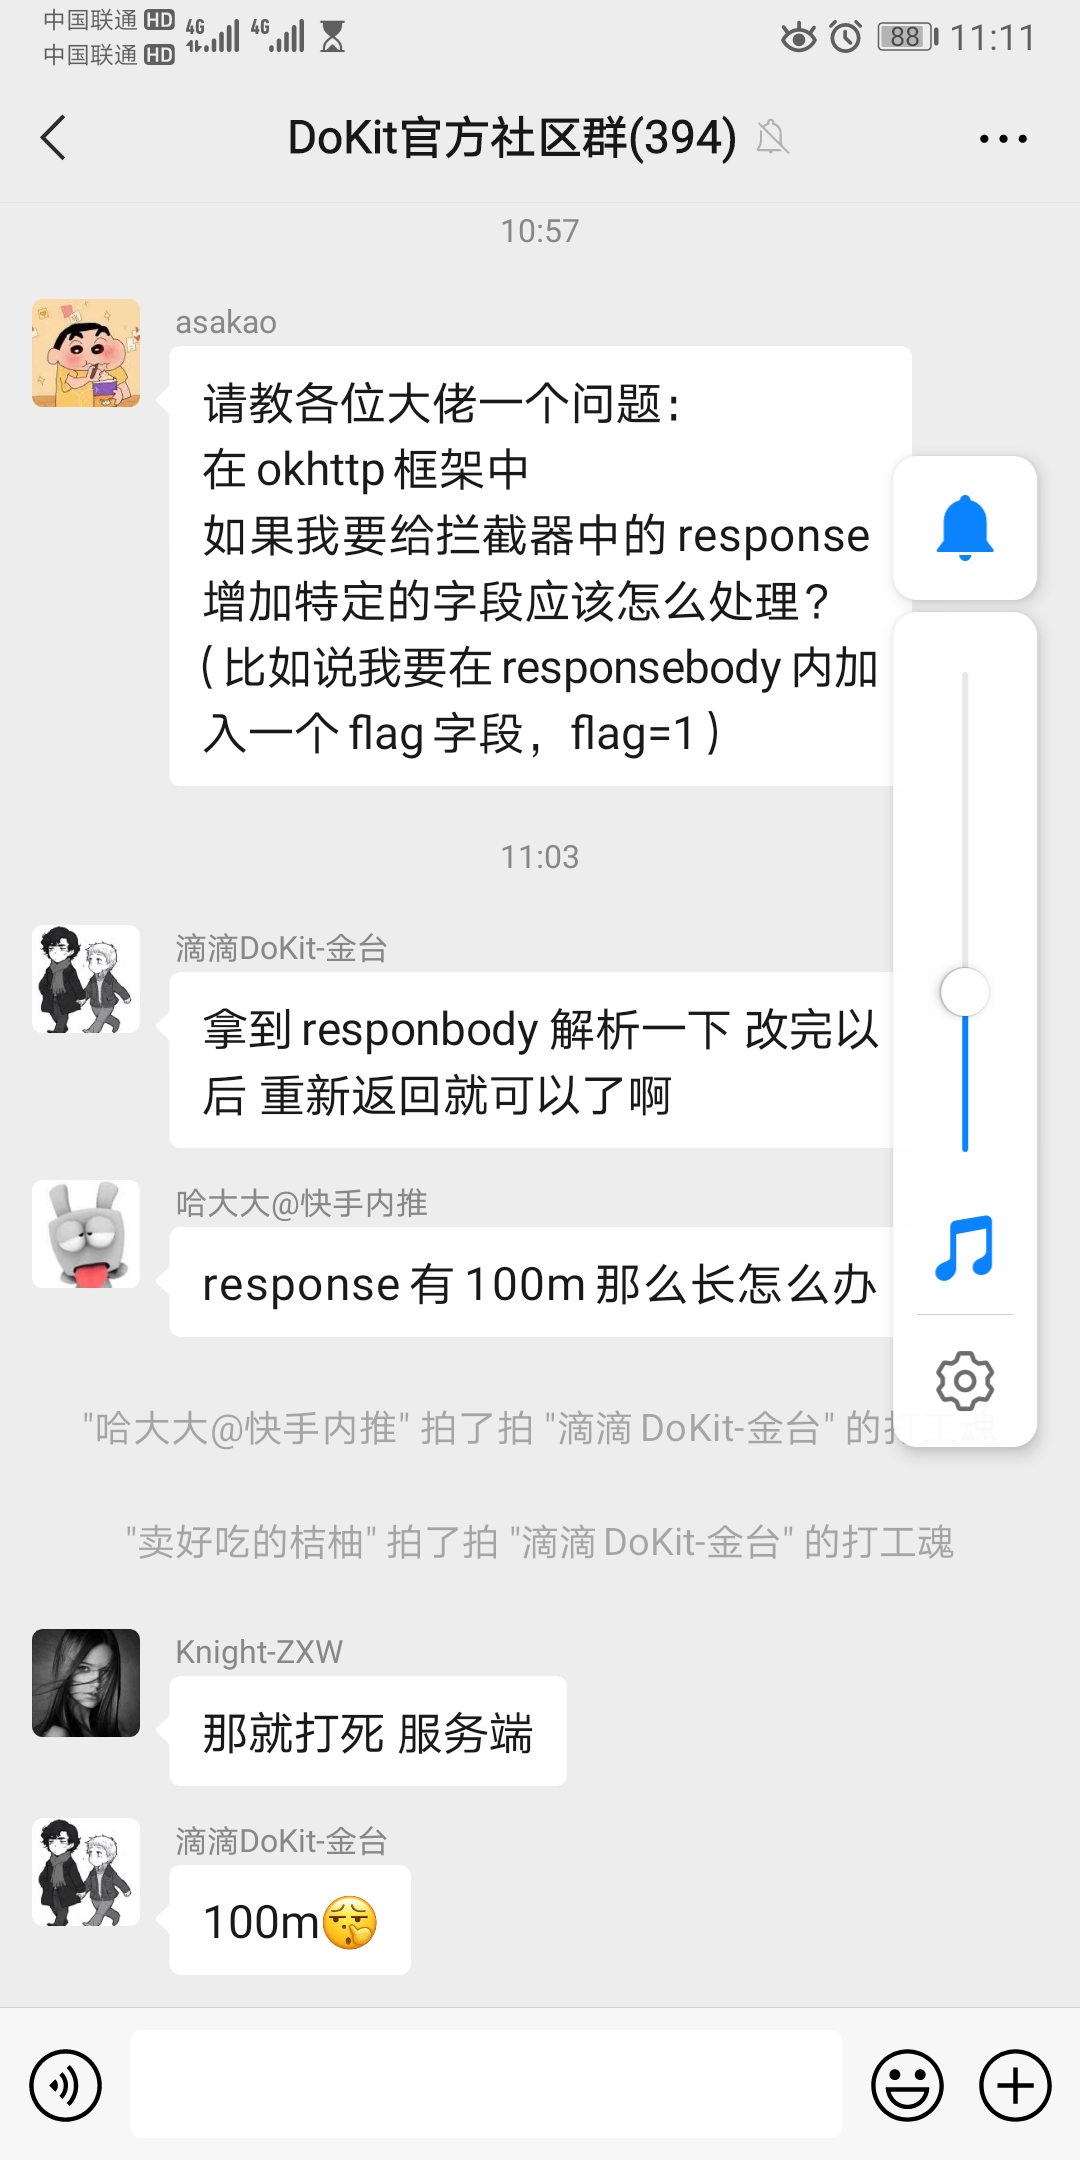 中国联通 HD 4G 4G 88 11:11
中国联通 HD
DoKit官方社区群(394)
10:57
asakao
请教各位大佬一个问题：
在 okhttp 框架中
如果我要给拦截器中的 response
增加特定的字段应该怎么处理？
（比如说我要在 responsebody 内加
入一个 flag 字段，flag=1）
11:03
滴滴DoKit-金台
拿到 responbody 解析一下 改完以
后 重新返回就可以了啊
哈大大@快手内推
response 有 100m 那么长怎么办
"哈大大@快手内推" 拍了拍 "滴滴 DoKit-金台" 的打工魂
"卖好吃的桔柚" 拍了拍 "滴滴 DoKit-金台" 的打工魂
Knight-ZXW
那就打死 服务端
滴滴DoKit-金台
100m